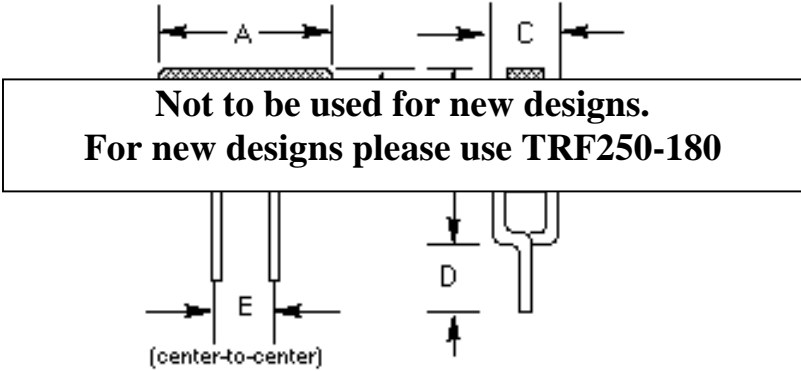 A
C
Not to be used for new designs.
For new designs please use TRF250-180
D
E
(center-to-center)